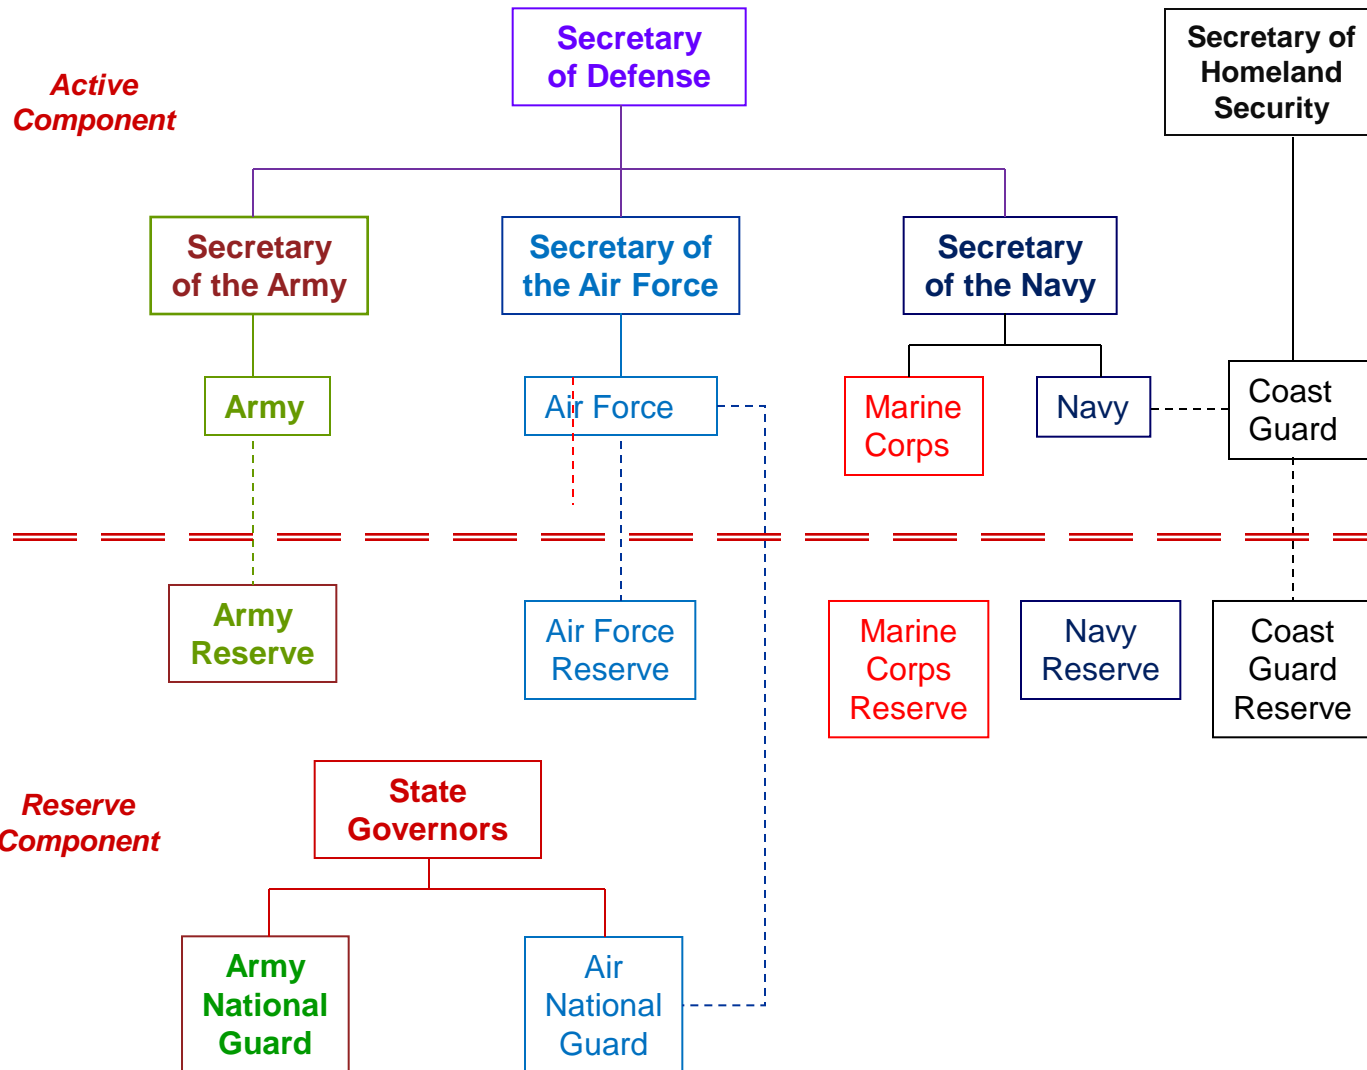 Secretary
of Defense
Secretary of
Homeland
Security
Active
Component
Secretary
of the Army
Secretary of
the Air Force
Secretary
of the Navy
Army
Air Force
Marine
Corps
Navy
Coast
Guard
Army
Reserve
Air Force
Reserve
Marine
Corps
Reserve
Navy
Reserve
Coast
Guard
Reserve
Reserve
Component
State
Governors
Army
National
Guard
Air
National
Guard